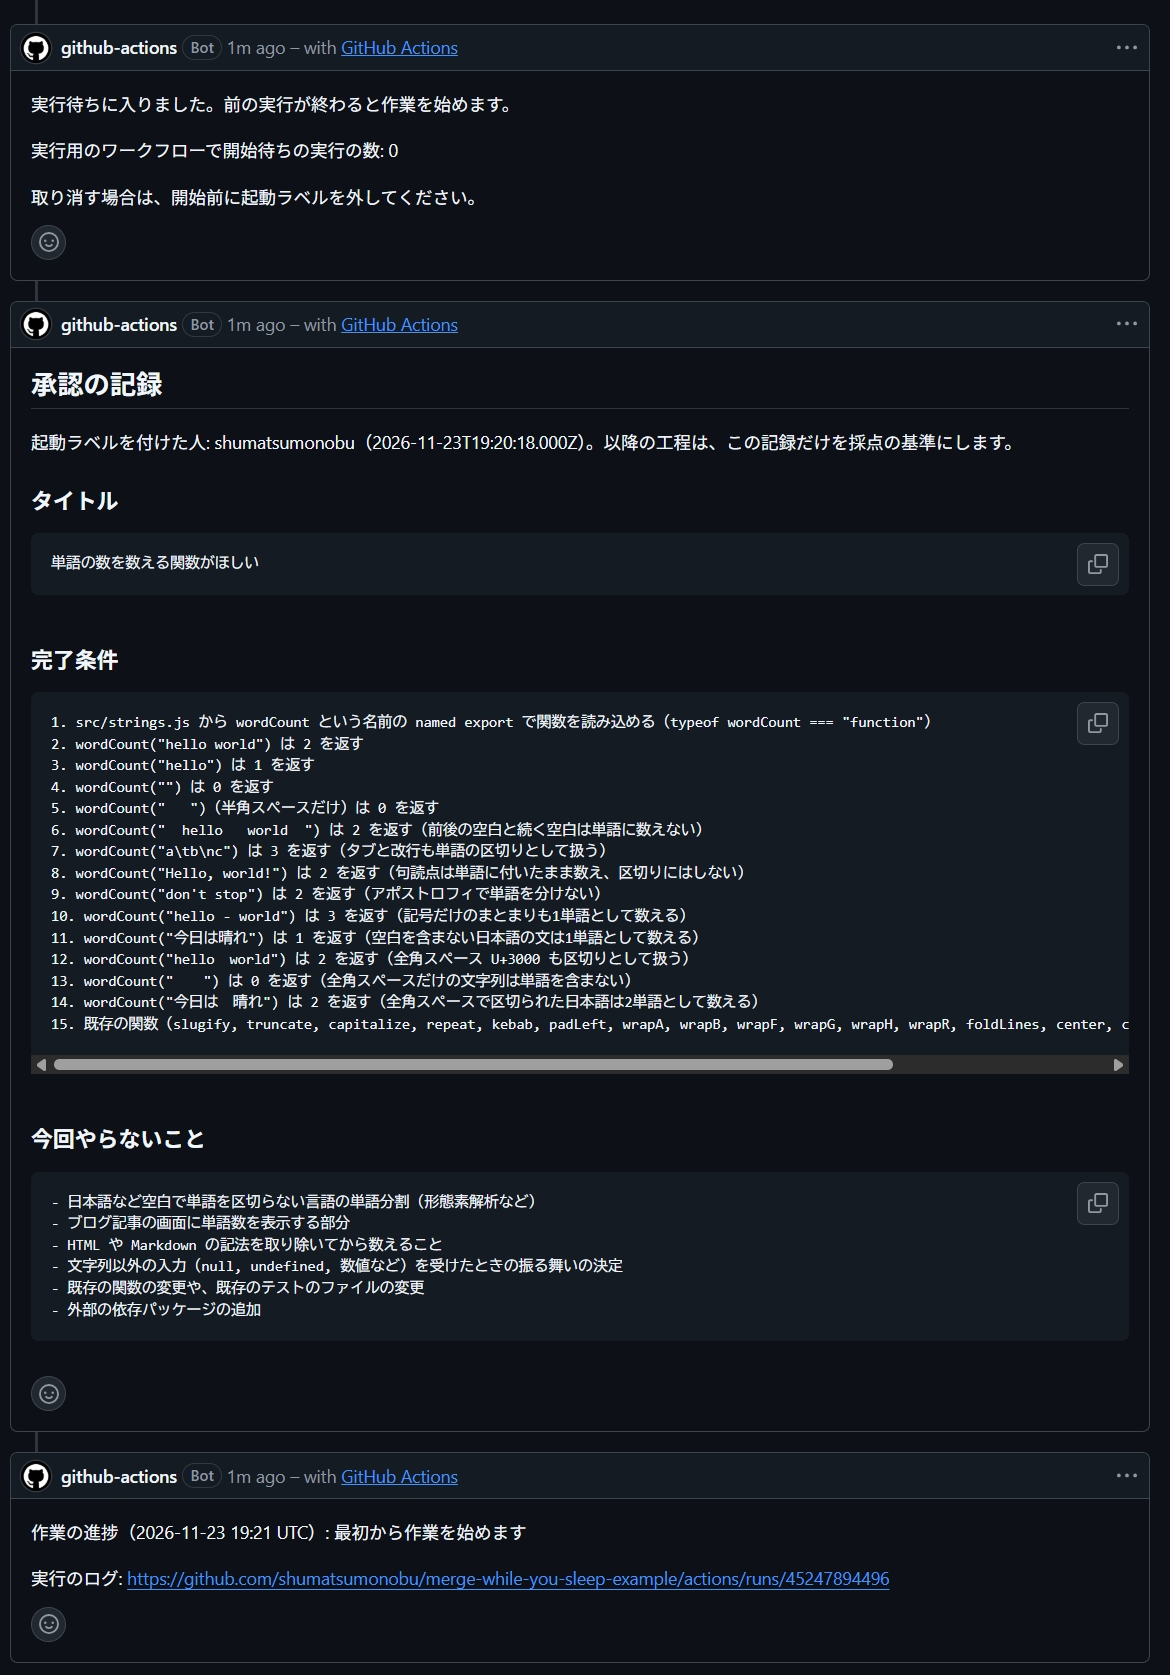 github-actions Bot 1m ago – with GitHub Actions
実行待ちに入りました。前の実行が終わると作業を始めます。
実行用のワークフローで開始待ちの実行の数: 0
取り消す場合は、開始前に起動ラベルを外してください。
github-actions Bot 1m ago – with GitHub Actions
承認の記録
起動ラベルを付けた人: shumatsumonobu（2026-11-23T19:20:18.000Z）。以降の工程は、この記録だけを採点の基準にします。
タイトル
単語の数を数える関数がほしい
完了条件
1. src/strings.js から wordCount という名前の named export で関数を読み込める（typeof wordCount === "function"）
2. wordCount("hello world") は 2 を返す
3. wordCount("hello") は 1 を返す
4. wordCount("") は 0 を返す
5. wordCount("   ")（半角スペースだけ）は 0 を返す
6. wordCount("  hello   world  ") は 2 を返す（前後の空白と続く空白は単語に数えない）
7. wordCount("a\tb\nc") は 3 を返す（タブと改行も単語の区切りとして扱う）
8. wordCount("Hello, world!") は 2 を返す（句読点は単語に付いたまま数え、区切りにはしない）
9. wordCount("don't stop") は 2 を返す（アポストロフィで単語を分けない）
10. wordCount("hello - world") は 3 を返す（記号だけのまとまりも1単語として数える）
11. wordCount("今日は晴れ") は 1 を返す（空白を含まない日本語の文は1単語として数える）
12. wordCount("hello　world") は 2 を返す（全角スペース U+3000 も区切りとして扱う）
13. wordCount("　　") は 0 を返す（全角スペースだけの文字列は単語を含まない）
14. wordCount("今日は　晴れ") は 2 を返す（全角スペースで区切られた日本語は2単語として数える）
15. 既存の関数（slugify, truncate, capitalize, repeat, kebab, padLeft, wrapA, wrapB, wrapF, wrapG, wrapH, wrapR, foldLines, center, c
今回やらないこと
- 日本語など空白で単語を区切らない言語の単語分割（形態素解析など）
- ブログ記事の画面に単語数を表示する部分
- HTML や Markdown の記法を取り除いてから数えること
- 文字列以外の入力（null, undefined, 数値など）を受けたときの振る舞いの決定
- 既存の関数の変更や、既存のテストのファイルの変更
- 外部の依存パッケージの追加
github-actions Bot 1m ago – with GitHub Actions
作業の進捗（2026-11-23 19:21 UTC）: 最初から作業を始めます
実行のログ: https://github.com/shumatsumonobu/merge-while-you-sleep-example/actions/runs/45247894496